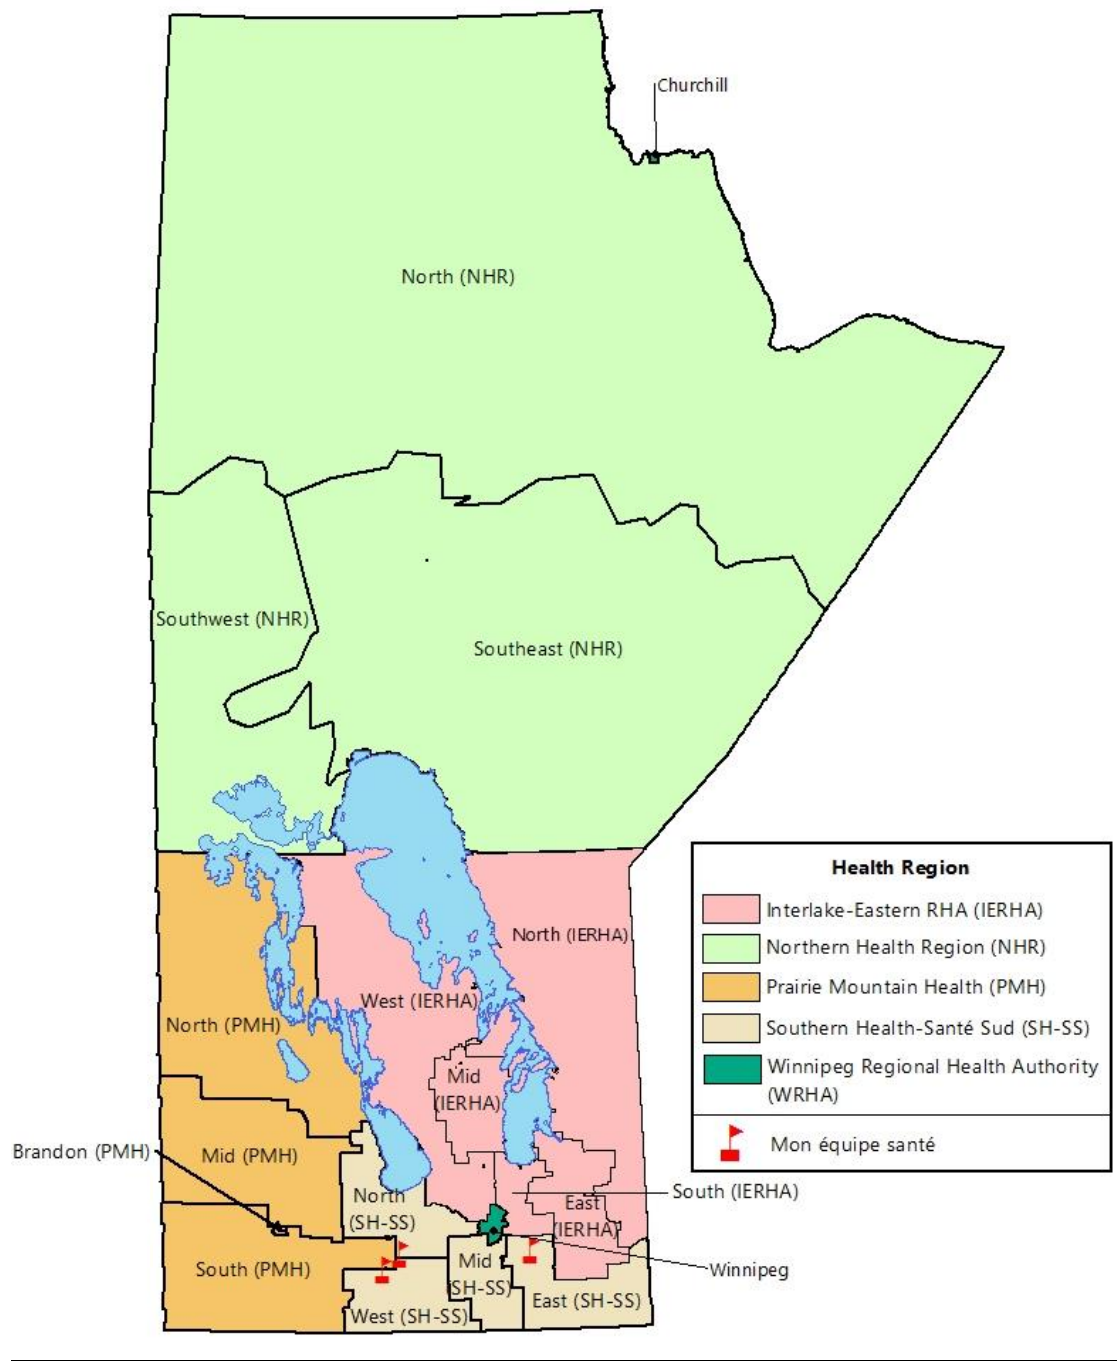 Churchill
North (NHR)
Southwest (NHR)
Southeast (NHR)
North (IERHA)
West (IERHA)
North (PMH)
Mid
(IERHA)
Brandon (PMH)
Mid (PMH)
North
(SH-SS)
East
(IERHA)
South (IERHA)
South (PMH)
Mid
(SH-SS)
Winnipeg
West (SH-SS)
East (SH-SS)
Health Region
Interlake-Eastern RHA (IERHA)
Northern Health Region (NHR)
Prairie Mountain Health (PMH)
Southern Health-Santé Sud (SH-SS)
Winnipeg Regional Health Authority
(WRHA)
Mon équipe santé